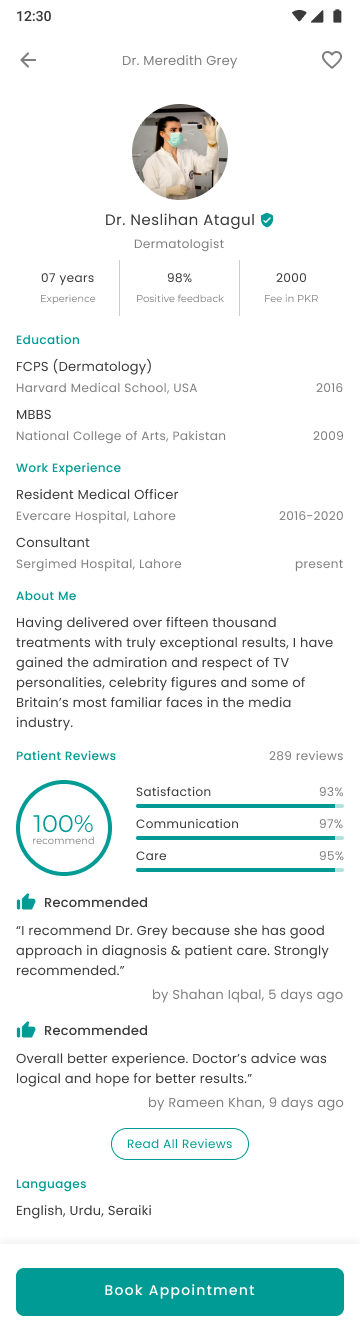 12:30
Dr. Meredith Grey
Dr. Neslihan Atagul
Dermatologist
07 years 98% 2000
Experience Positive feedback Fee in PKR
Education
FCPS (Dermatology)
Harvard Medical School, USA 2016
MBBS
National College of Arts, Pakistan 2009
Work Experience
Resident Medical Officer
Evercare Hospital, Lahore 2016-2020
Consultant
Sergimed Hospital, Lahore present
About Me
Having delivered over fifteen thousand
treatments with truly exceptional results, I have
gained the admiration and respect of TV
personalities, celebrity figures and some of
Britain’s most familiar faces in the media
industry.
Patient Reviews 289 reviews
100%
recommend
Satisfaction 93%
Communication 97%
Care 95%
Recommended
“I recommend Dr. Grey because she has good
approach in diagnosis & patient care. Strongly
recommended.”
by Shahan Iqbal, 5 days ago
Recommended
Overall better experience. Doctor’s advice was
logical and hope for better results.”
by Rameen Khan, 9 days ago
Read All Reviews
Languages
English, Urdu, Seraiki
Book Appointment